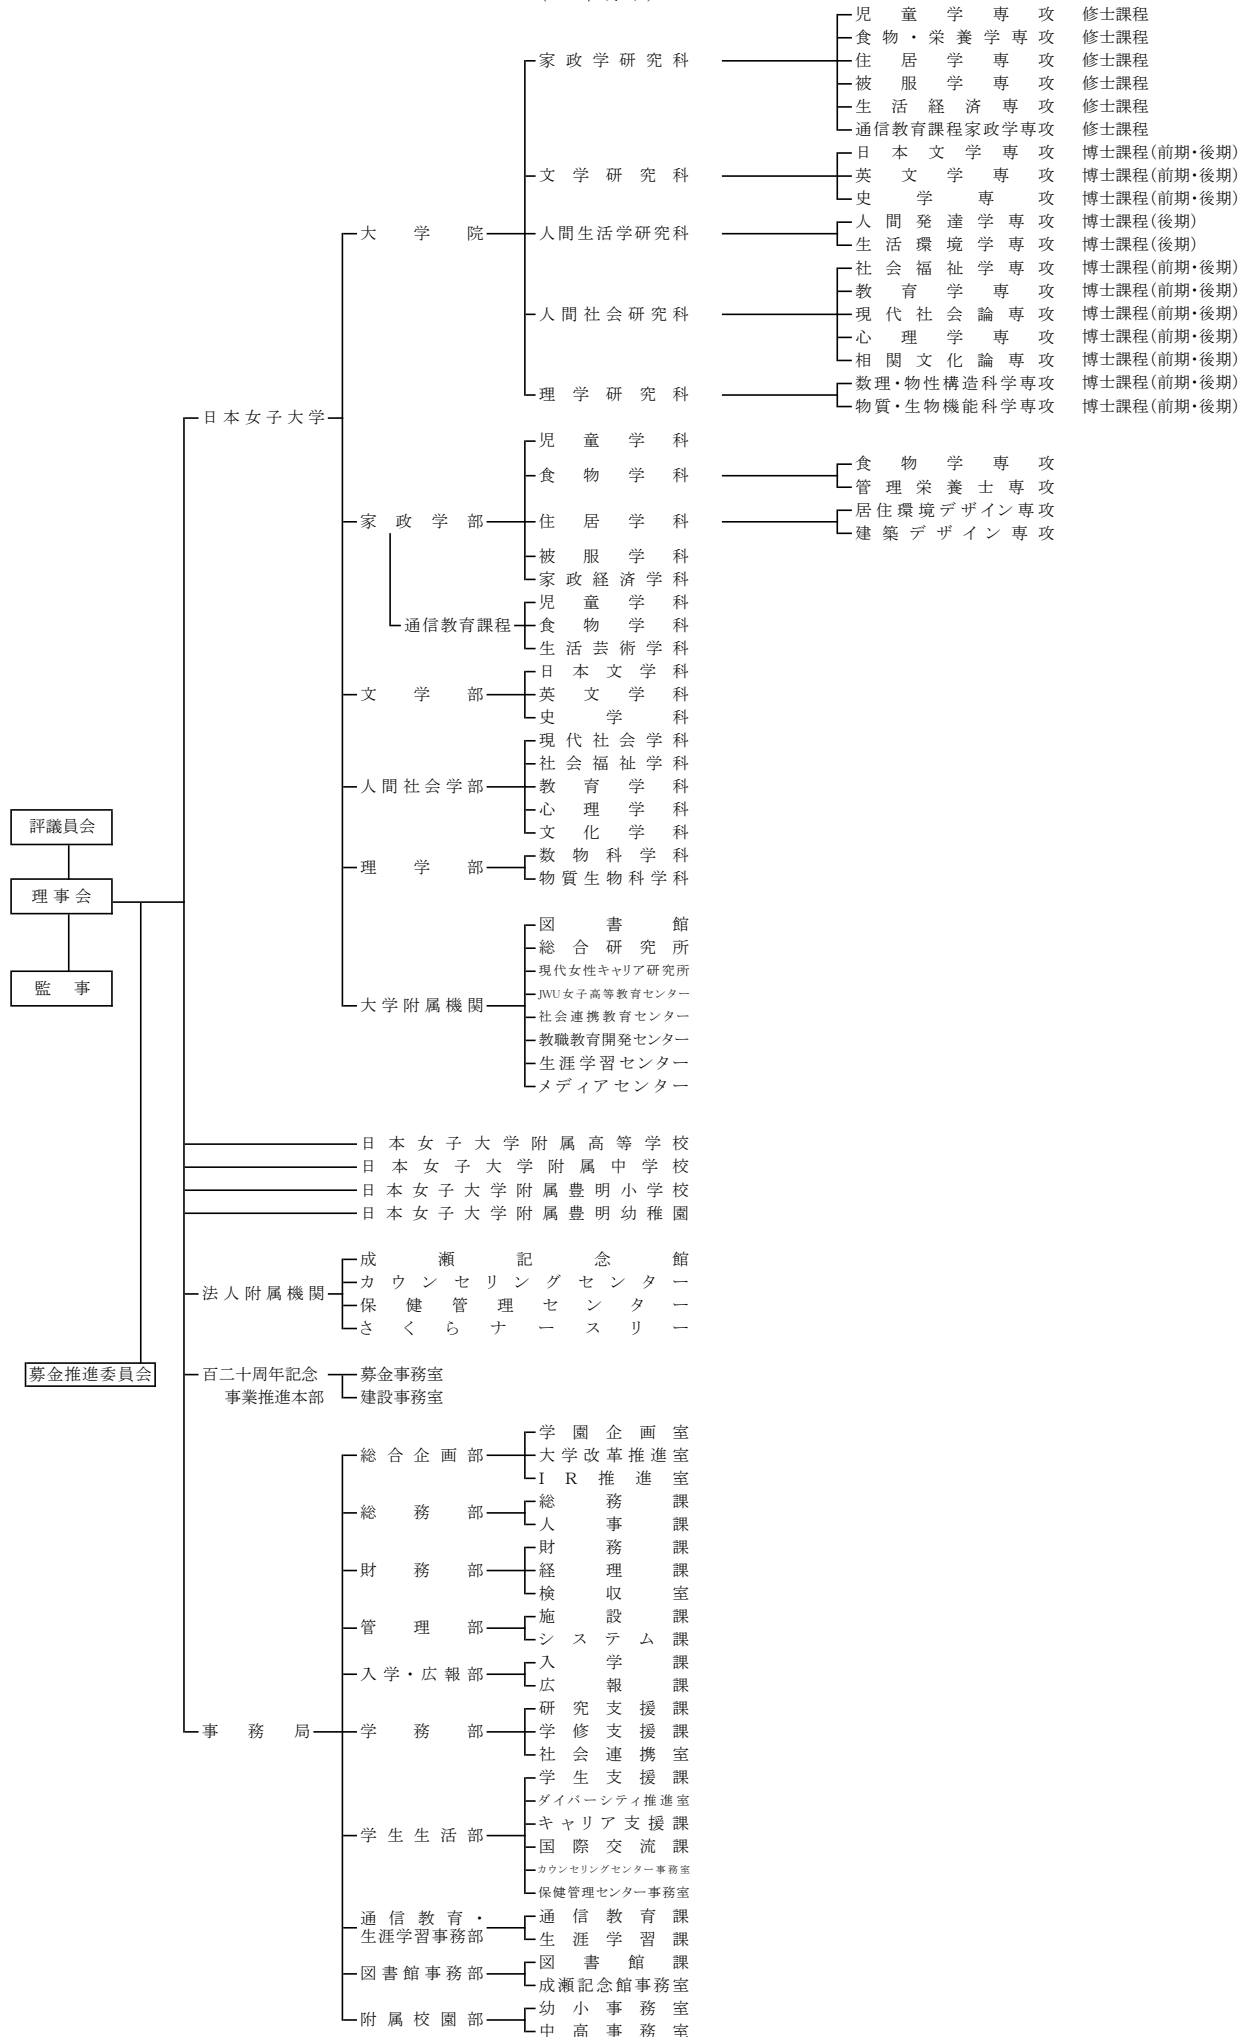 児童学専攻 修士課程
食物・栄養学専攻 修士課程
家政学研究科 住居学専攻 修士課程
被服学専攻 修士課程
生活経済専攻 修士課程
通信教育課程家政学専攻 修士課程
日本文学専攻 博士課程(前期・後期)
文学研究科 英文学専攻 博士課程(前期・後期)
史学専攻 博士課程(前期・後期)
人間発達学専攻 博士課程(後期)
大学院 人間生活学研究科
生活環境学専攻 博士課程(後期)
社会福祉学専攻 博士課程(前期・後期)
教育学専攻 博士課程(前期・後期)
人間社会研究科 現代社会論専攻 博士課程(前期・後期)
心理学専攻 博士課程(前期・後期)
相関文化論専攻 博士課程(前期・後期)
数理・物性構造科学専攻 博士課程(前期・後期)
理学研究科
物質・生物機能科学専攻 博士課程(前期・後期)
日本女子大学
児童学科
食物学専攻
食物学科
管理栄養士専攻
居住環境デザイン専攻
家政学部 住居学科
建築デザイン専攻
被服学科
家政経済学科
児童学科
通信教育課程 食物学科
生活芸術学科
日本文学科
文学部 英文学科
史学科
現代社会学科
社会福祉学科
人間社会学部 教育学科
心理学科
文化学科
評議員会
数物科学科
理学部
物質生物科学科
理事会
図書館
総合研究所
現代女性キャリア研究所
監事
JWU女子高等教育センター
大学附属機関
社会連携教育センター
教職教育開発センター
生涯学習センター
メディアセンター
日本女子大学附属高等学校
日本女子大学附属中学校
日本女子大学附属豊明小学校
日本女子大学附属豊明幼稚園
成瀬記念館
カウンセリングセンター
法人附属機関
保健管理センター
さくらナースリー
募金推進委員会
百二十周年記念 募金事務室
事業推進本部 建設事務室
学園企画室
総合企画部 大学改革推進室
IR推進室
総務課
総務部
人事課
財務課
財務部 経理課
検収室
施設課
管理部
システム課
入学課
入学・広報部
広報課
研究支援課
事務局 学務部 学修支援課
社会連携室
学生支援課
ダイバーシティ推進室
キャリア支援課
学生生活部
国際交流課
カウンセリングセンター事務室
保健管理センター事務室
通信教育・ 通信教育課
生涯学習事務部 生涯学習課
図書館課
図書館事務部
成瀬記念館事務室
幼小事務室
附属校園部
中高事務室